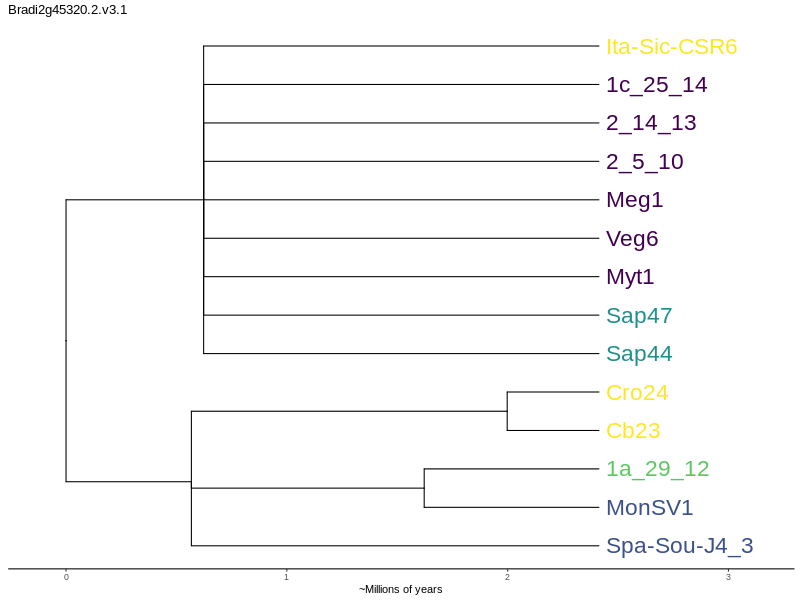 Bradi2g45320.2.v3.1
Ita-Sic-CSR6
1c_25_14
2_14_13
2_5_10
Meg1
Veg6
Myt1
Sap47
Sap44
Cro24
Cb23
1a_29_12
MonSV1
Spa-Sou-J4_3
0 1 2 3
~Millions of years